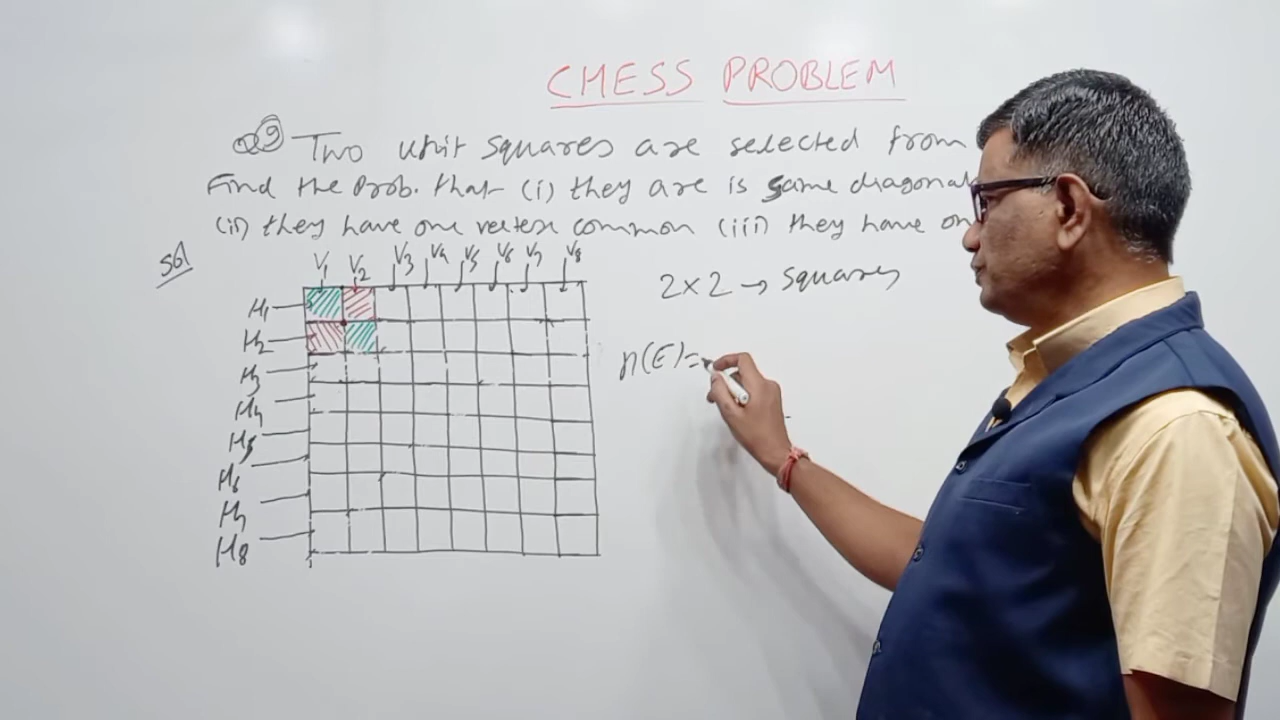 CHESS PROBLEM
Q9 Two unit squares are selected from
Find the Prob. that (i) they are is same diagonal
(ii) they have one vertex common (iii) they have on
Sol
V1 V2 V3 V4 V5 V6 V7 V8
2×2 → squares
H1
H2
n(E)=
H3
H4
H5
H6
H7
H8